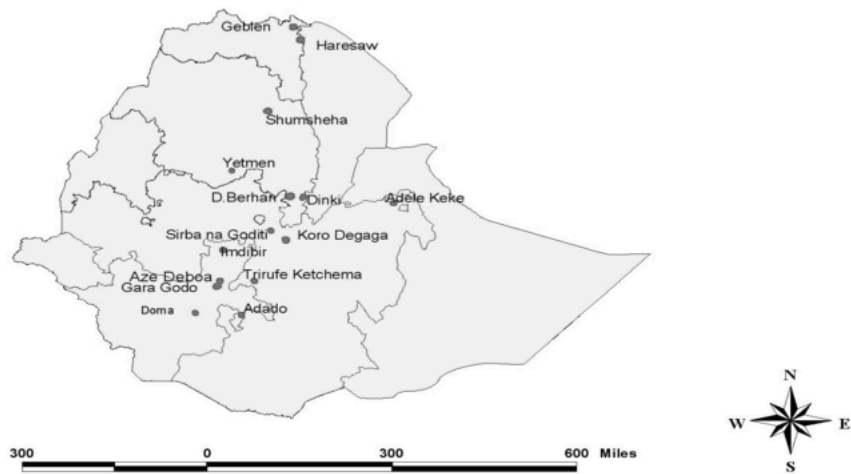 Geblen
Haresaw
Shumsheha
Yetmen
D.Berhan
Dinki
Adele Keke
Sirba na Goditi
Koro Degaga
Imdibir
Aze Deboa
Trirufe Ketchema
Gara Godo
Doma
Adado
N
W E
S
300 0 300 600 Miles